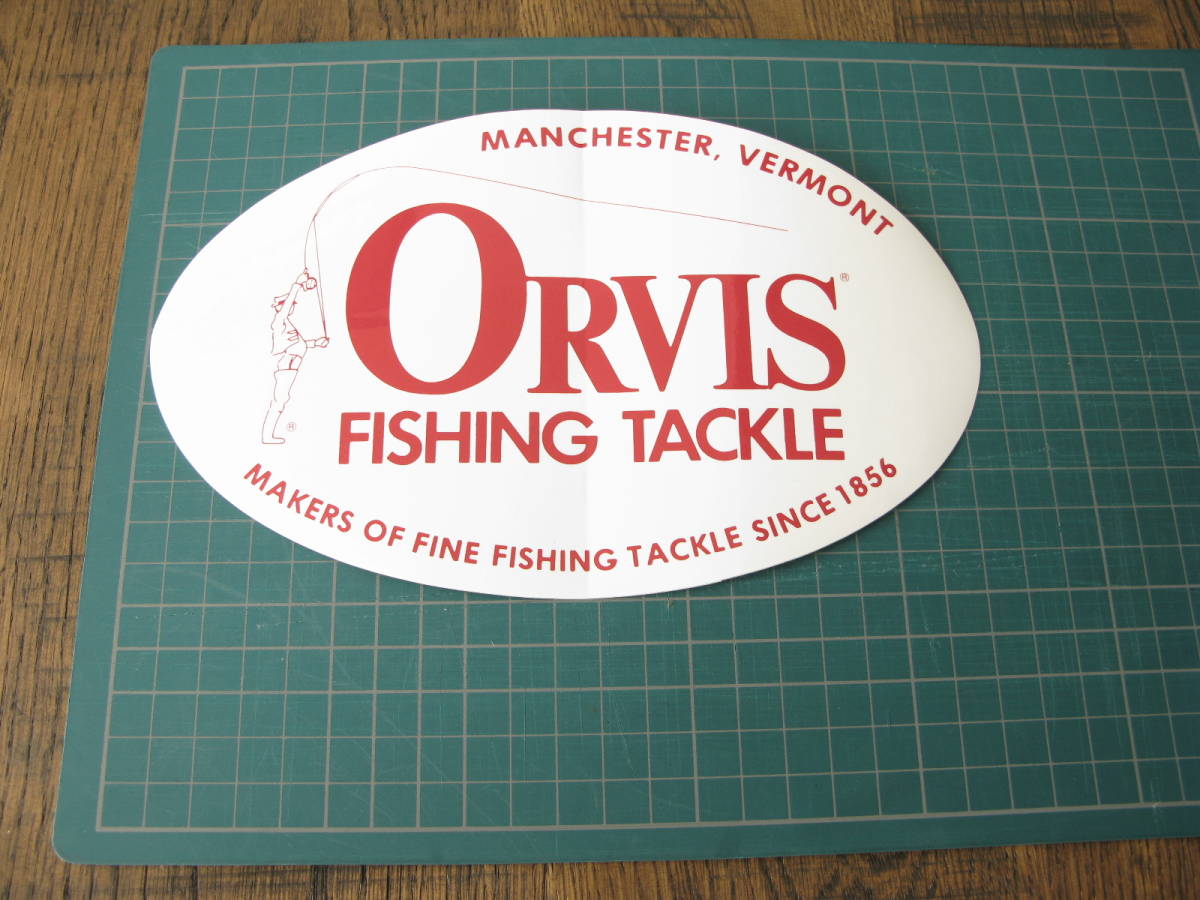 MANCHESTER, VERMONT
ORVIS®
FISHING TACKLE
®
MAKERS OF FINE FISHING TACKLE SINCE 1856